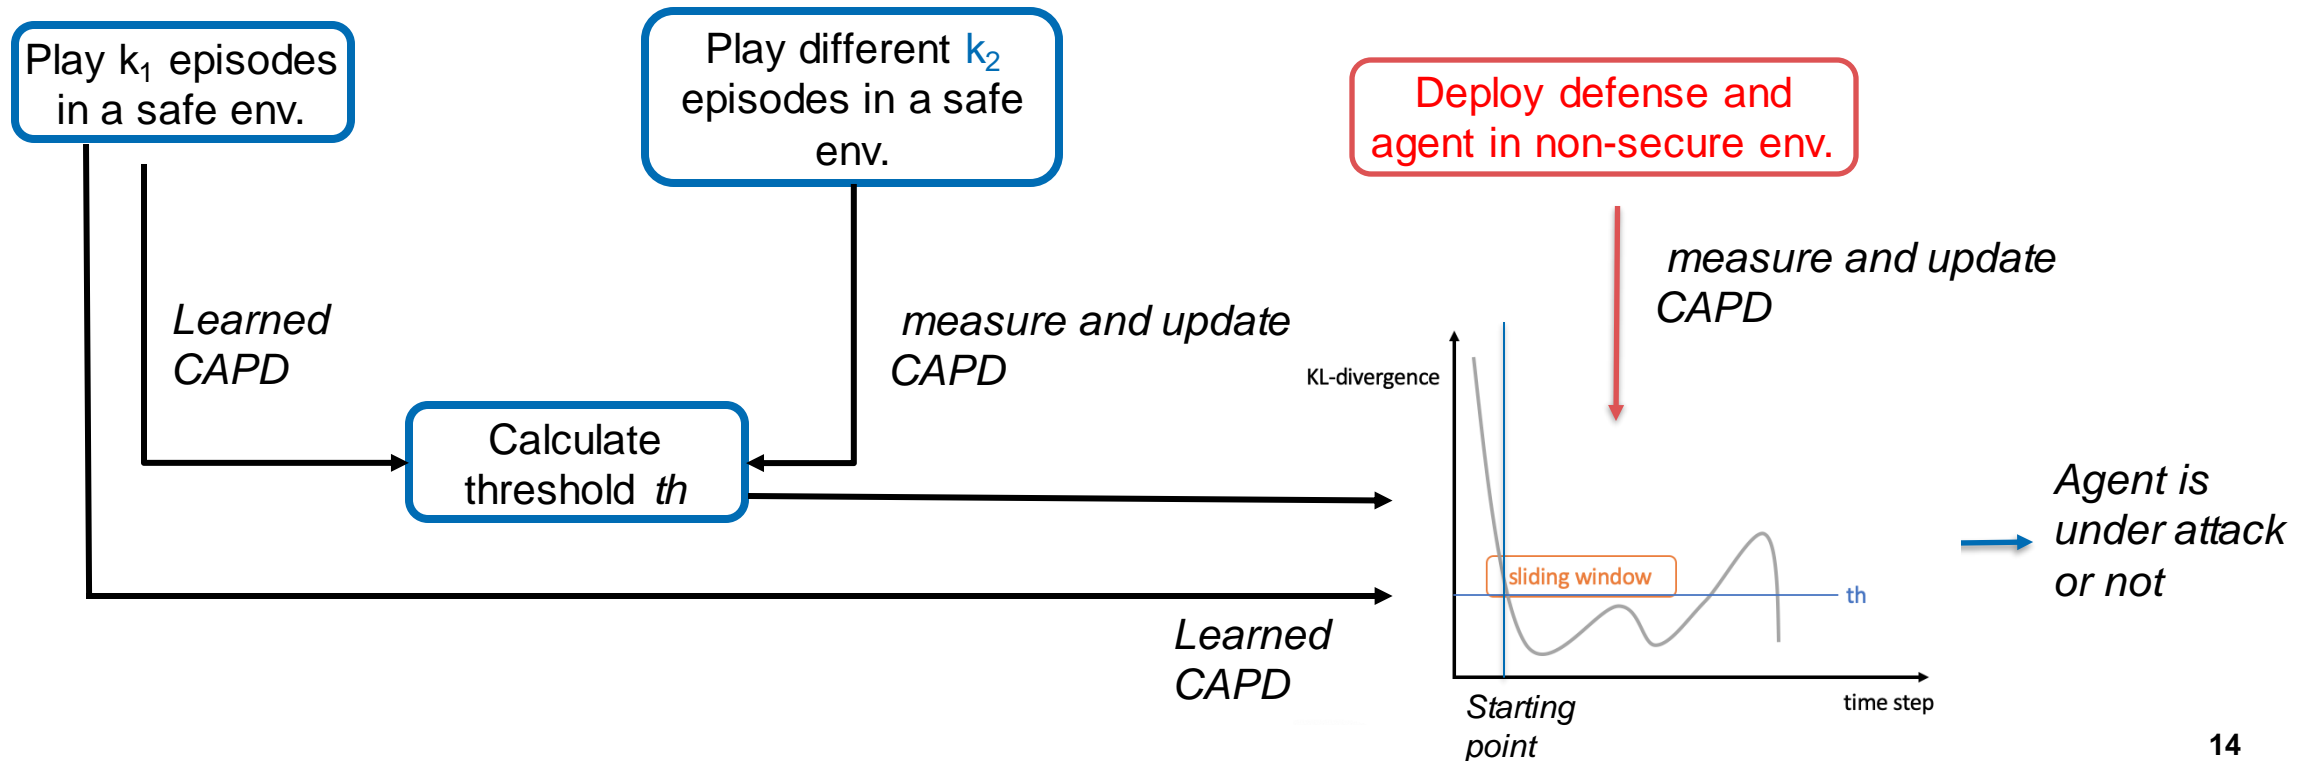 Play k₁ episodes
in a safe env.
Play different k₂
episodes in a safe
env.
Deploy defense and
agent in non-secure env.
Learned
CAPD
measure and update
CAPD
measure and update
CAPD
Calculate
threshold th
KL-divergence
sliding window
th
Agent is
under attack
or not
Learned
CAPD
Starting
point
time step
14